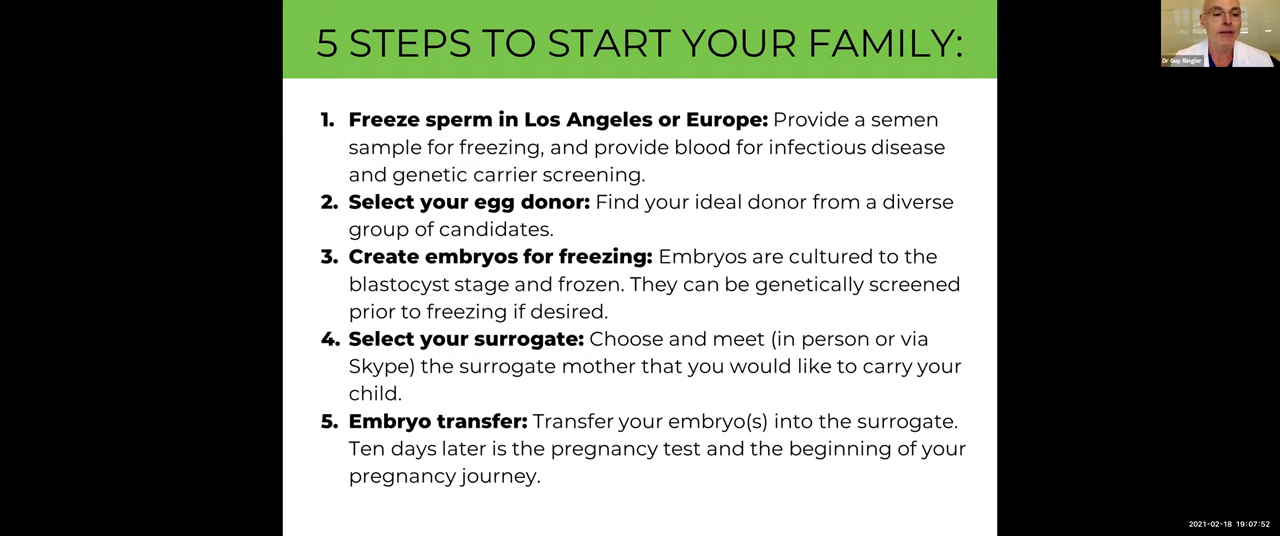 5 STEPS TO START YOUR FAMILY:
Dr Guy Ringler
1. Freeze sperm in Los Angeles or Europe: Provide a semen
sample for freezing, and provide blood for infectious disease
and genetic carrier screening.
2. Select your egg donor: Find your ideal donor from a diverse
group of candidates.
3. Create embryos for freezing: Embryos are cultured to the
blastocyst stage and frozen. They can be genetically screened
prior to freezing if desired.
4. Select your surrogate: Choose and meet (in person or via
Skype) the surrogate mother that you would like to carry your
child.
5. Embryo transfer: Transfer your embryo(s) into the surrogate.
Ten days later is the pregnancy test and the beginning of your
pregnancy journey.
2021-02-18 19:07:52